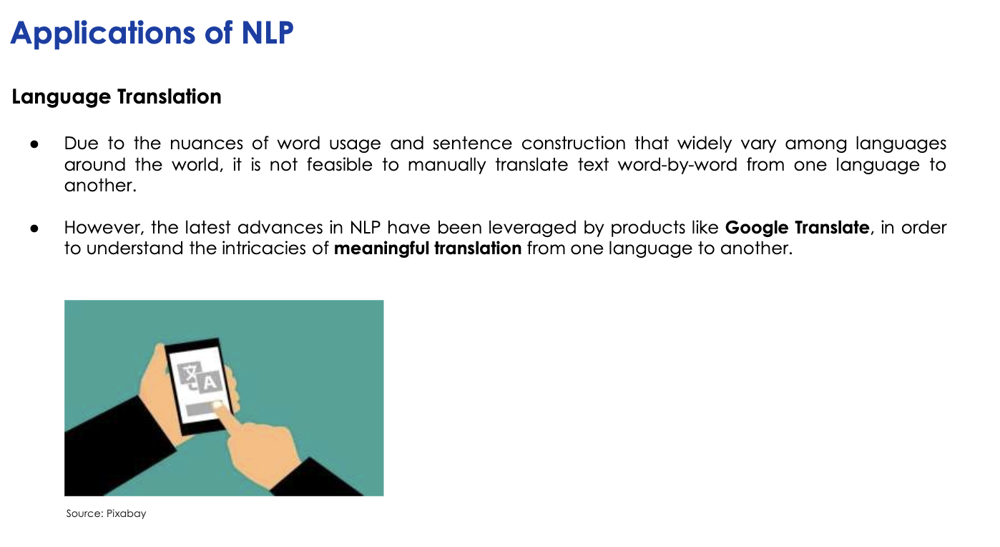 Applications of NLP
Language Translation
● Due to the nuances of word usage and sentence construction that widely vary among languages
around the world, it is not feasible to manually translate text word-by-word from one language to
another.
● However, the latest advances in NLP have been leveraged by products like Google Translate, in order
to understand the intricacies of meaningful translation from one language to another.
文
A
Source: Pixabay